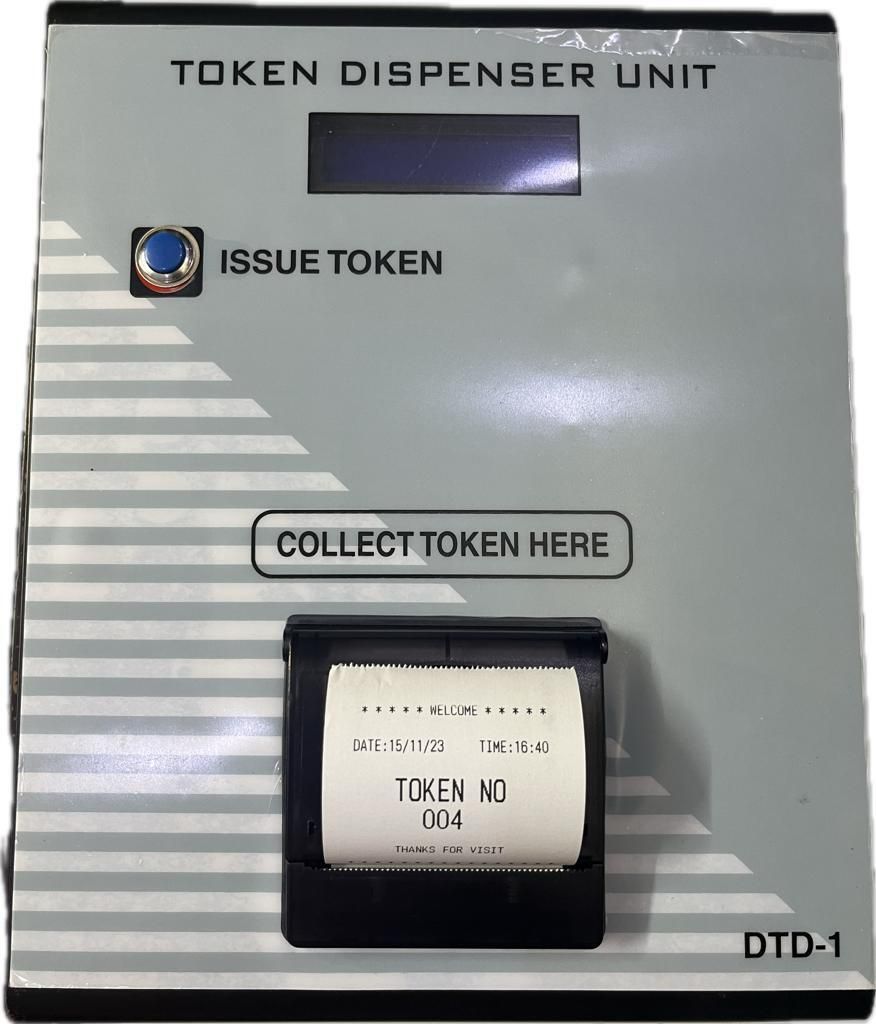 TOKEN DISPENSER UNIT
ISSUE TOKEN
COLLECT TOKEN HERE
* * * * * WELCOME * * * * *
DATE:15/11/23 TIME:16:40
TOKEN NO
004
THANKS FOR VISIT
DTD-1